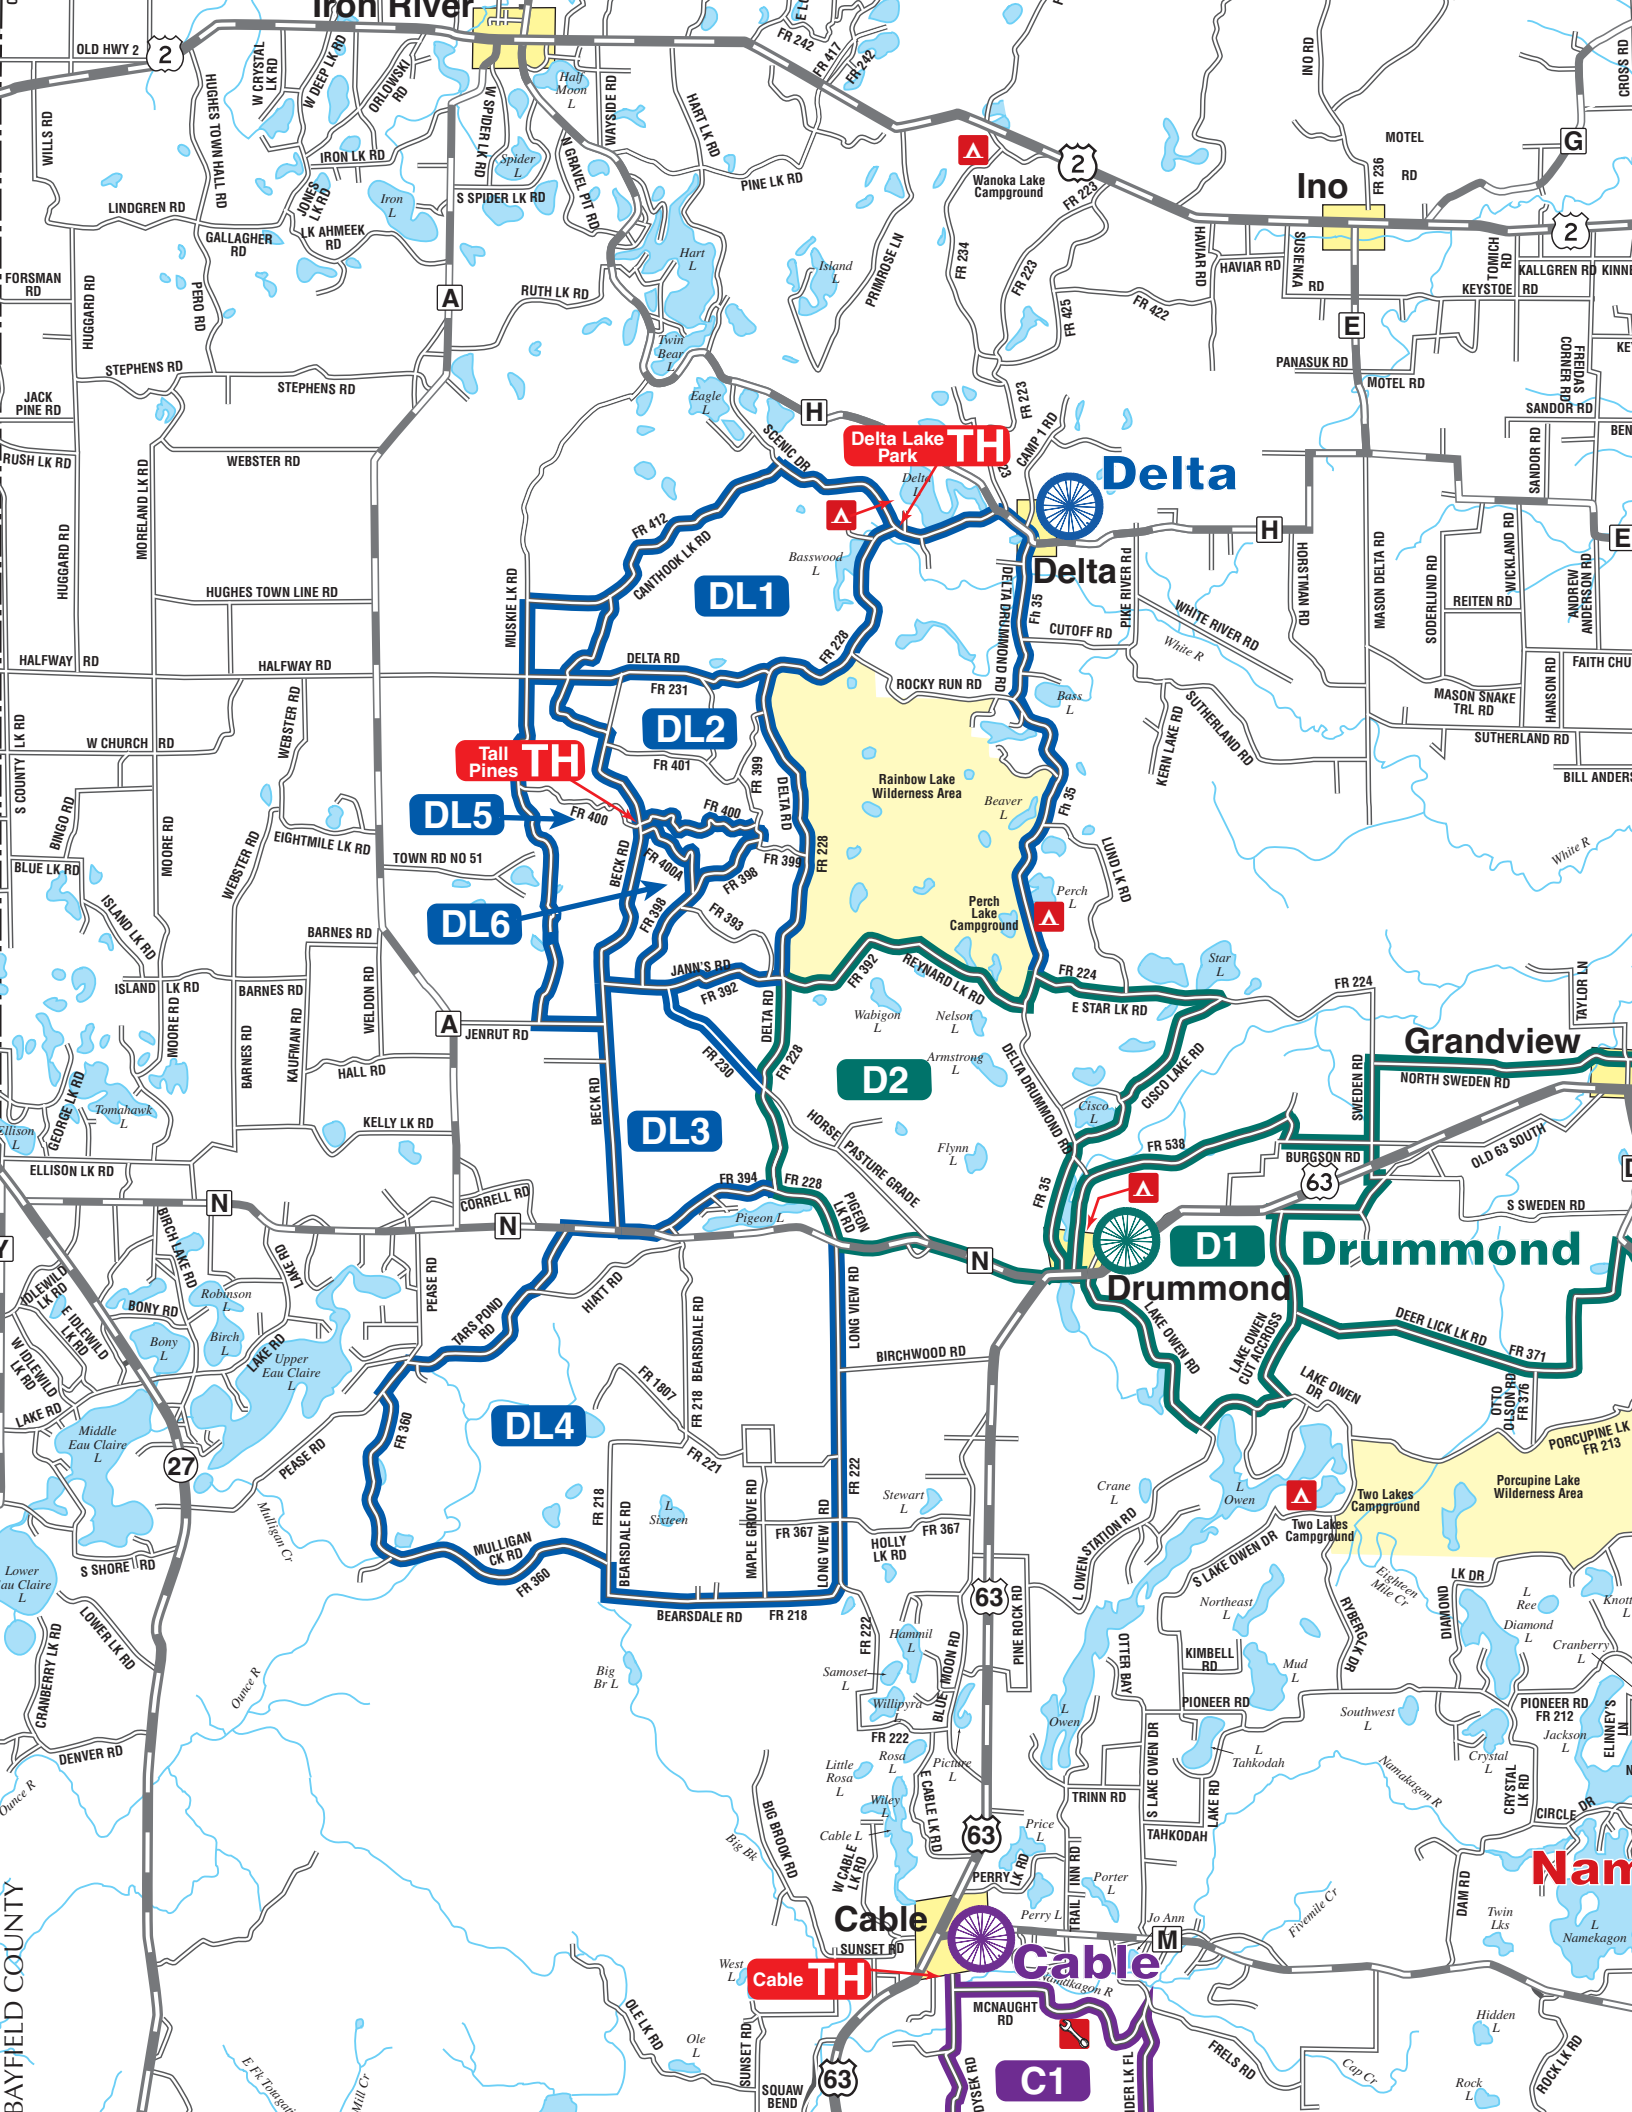 Iron River
OLD HWY 2
2
W CRYSTAL
LK RD
W DEEP LK RD
ORLOWSKI
RD
HUGHES TOWN HALL RD
WILLS RD
IRON LK RD
JONES
LK RD
LINDGREN RD
GALLAGHER
RD
LK AHMEEK
RD
Iron
L
W SPIDER LK RD
Spider
L
S SPIDER LK RD
Half
Moon
L
WAYSIDE RD
N GRAVEL PIT RD
HART LK RD
PINE LK RD
FR 242
FR 417
FR 242
Wanoka Lake
Campground
2
FR 223
INO RD
MOTEL
RD
FR 236
G
CROSS RD
Ino
2
HAVIAR RD
HAVIAR RD
SUSIENKA
RD
TOMICH
RD
KALLGREN RD
KEYSTOE RD
FORSMAN
RD
HUGGARD RD
PERO RD
A
RUTH LK RD
Hart
L
Island
L
PRIMROSE LN
FR 234
FR 223
FR 425
FR 422
E
PANASUK RD
MOTEL RD
FREIDAS
CORNER RD
SANDOR RD
Twin
Bear
L
Eagle
L
STEPHENS RD
STEPHENS RD
JACK
PINE RD
RUSH LK RD
WEBSTER RD
MORELAND LK RD
H
SCENIC DR
Delta Lake
Park TH
Delta
L
FR 223
CAMP 1 RD
Delta
Delta
H
SANDOR RD
E
FR 412
CANTHOOK LK RD
Basswood
L
DL1
MUSKIE LK RD
HUGHES TOWN LINE RD
HUGGARD RD
DELTA DRUMMOND RD
Fh 35
CUTOFF RD
PIKE RIVER Rd
WHITE RIVER RD
White R
HORSTMAN RD
MASON DELTA RD
SODERLUND RD
REITEN RD
WICKLAND RD
ANDREW
ANDERSON RD
HALFWAY RD
HALFWAY RD
DELTA RD
FR 231
FR 228
ROCKY RUN RD
Bass
L
KERN LAKE RD
SUTHERLAND RD
MASON SNAKE
TRL RD
HANSON RD
SUTHERLAND RD
S COUNTY LK RD
W CHURCH RD
WEBSTER RD
DL2
FR 401
FR 399
DELTA RD
Tall
Pines TH
Rainbow Lake
Wilderness Area
Beaver
L
Fh 35
DL5
FR 400
FR 400
BINGO RD
BLUE LK RD
MOORE RD
WEBSTER RD
EIGHTMILE LK RD
TOWN RD NO 51
BECK RD
FR 400A
FR 399
FR 398
FR 228
LUND LK RD
White R
DL6
FR 398
FR 393
Perch
Lake
Campground
Perch
L
ISLAND LK RD
BARNES RD
ISLAND LK RD
BARNES RD
WELDON RD
JANN'S RD
FR 392
FR 392
REYNARD LK RD
FR 224
E STAR LK RD
Star
L
FR 224
TAYLOR LN
A
JENRUT RD
MOORE RD
BARNES RD
KAUFMAN RD
DELTA RD
FR 228
FR 230
Wabigon
L
Nelson
L
Armstrong
L
D2
DELTA DRUMMOND RD
CISCO LAKE RD
Cisco
L
Grandview
NORTH SWEDEN RD
SWEDEN RD
HALL RD
GEORGE LK RD
Tomahawk
L
KELLY LK RD
BECK RD
DL3
HORSE PASTURE GRADE
Flynn
L
FR 538
BURGSON RD
63
OLD 63 SOUTH
S SWEDEN RD
ELLISON LK RD
N
CORRELL RD
N
FR 394
FR 228
Pigeon L
PIGEON
LK RD
N
FR 35
D1
Drummond
Drummond
BIRCH LAKE RD
LAKE RD
PEASE RD
IDLEWILD
LK RD
E IDLEWILD
LK RD
W IDLEWILD
LK RD
BONY RD
Robinson
L
Bony
L
Birch
L
LAKE RD
Upper
Eau Claire
L
TARS POND
RD
HIATT RD
BEARSDALE RD
FR 218
LONG VIEW RD
BIRCHWOOD RD
LAKE OWEN RD
LAKE OWEN
CUT ACROSS
DEER LICK LK RD
FR 371
LAKE OWEN
DR
OTTO
OLSON RD
FR 376
LAKE RD
Middle
Eau Claire
L
27
PEASE RD
FR 360
DL4
FR 1807
FR 221
FR 222
PORCUPINE LK
FR 213
Porcupine Lake
Wilderness Area
Mulligan Cr
FR 218
BEARSDALE RD
L
Sixteen
MAPLE GROVE RD
FR 367
LONG VIEW RD
Stewart
L
FR 367
HOLLY
LK RD
Crane
L
L
Owen
Two Lakes
Campground
Two Lakes
Campground
L OWEN STATION RD
S LAKE OWEN DR
Lower
Eau Claire
L
S SHORE RD
MULLIGAN
CK RD
FR 360
BEARSDALE RD
FR 218
63
PINE ROCK RD
Northeast
L
Eighteen
Mile Cr
LK DR
DIAMOND
L
Ree
Diamond
L
Cranberry
L
LOWER LK RD
CRANBERRY LK RD
Ounce R
Big
Br L
FR 222
Hammil
L
Samoset
L
Willipyra
L
BLUE MOON RD
FR 222
OTTER BAY
KIMBELL
RD
Mud
L
RYBERG LK DR
PIONEER RD
L
Owen
Southwest
L
PIONEER RD
FR 212
Jackson
L
DENVER RD
Ounce R
Little
Rosa
L
Rosa
L
Picture
L
Wiley
L
Cable L
E CABLE LK RD
W CABLE
LK RD
S LAKE OWEN DR
L
Tahkodah
TRINN RD
TAHKODAH
LAKE RD
Namakagon R
Crystal
L
CRYSTAL
LK RD
CIRCLE DR
63
Price
L
PERRY
LK RD
Big Bk
BIG BROOK RD
Porter
L
TRAIL INN RD
Perry L
Jo Ann
M
Fivemile Cr
DAM RD
Twin
Lks
L
Namekagon
Cable
Cable
SUNSET RD
West
L
Cable TH
Namakagon R
MCNAUGHT
RD
C1
OLE LK RD
Ole
L
SUNSET RD
63
SQUAW
BEND
FRELS RD
Cap Cr
Hidden
L
Rock
L
ROCK LK RD
Mill Cr
BAYFIELD COUNTY